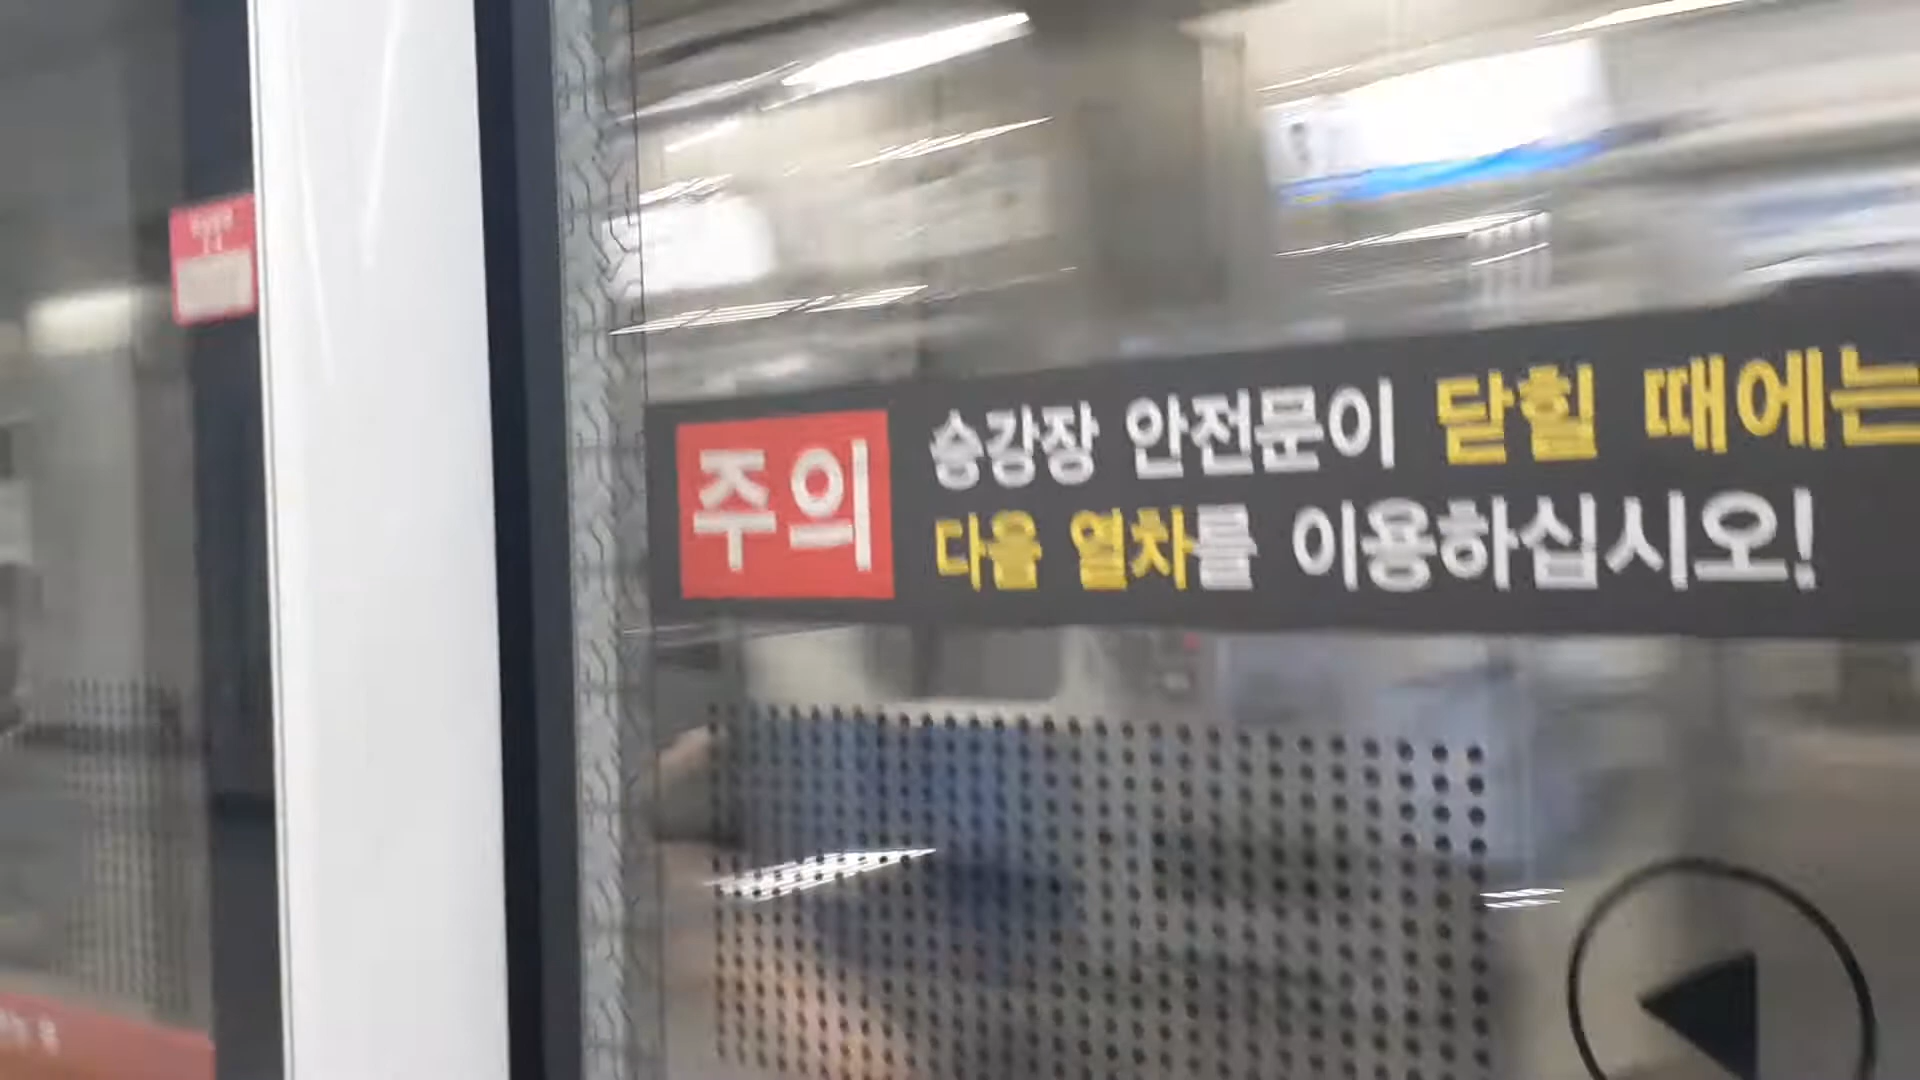 주의
승강장 안전문이 닫힐 때에는
다음 열차를 이용하십시오!